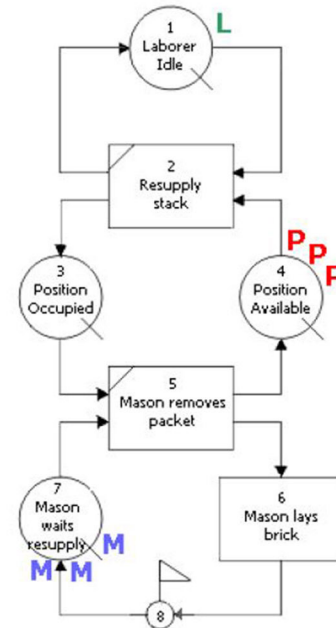 1
Laborer
Idle
L
2
Resupply
stack
3
Position
Occupied
4
Position
Available
P
P
P
5
Mason removes
packet
6
Mason lays
brick
7
Mason
waits
resupply
M
M
M
8